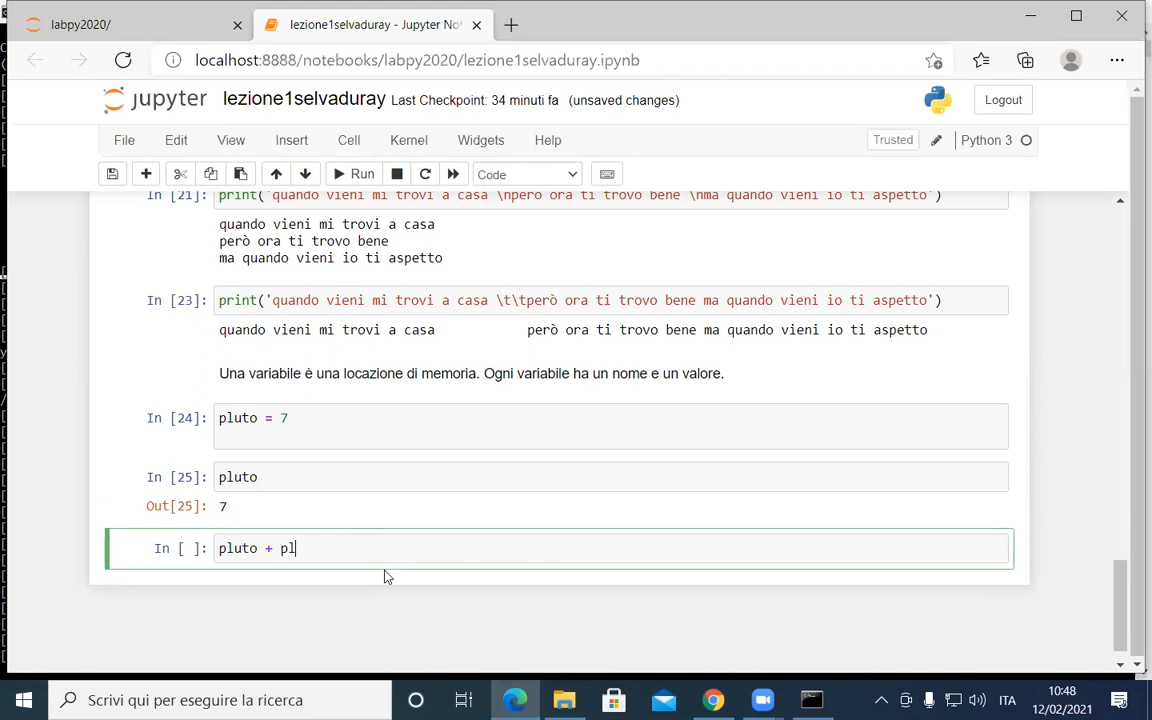 labpy2020/
lezione1selvaduray - Jupyter No
localhost:8888/notebooks/labpy2020/lezione1selvaduray.ipynb
jupyter lezione1selvaduray Last Checkpoint: 34 minuti fa (unsaved changes)
Logout
File Edit View Insert Cell Kernel Widgets Help
Trusted Python 3
Run Code
In [21]: print('quando vieni mi trovi a casa \nperò ora ti trovo bene \nma quando vieni io ti aspetto')
quando vieni mi trovi a casa
però ora ti trovo bene
ma quando vieni io ti aspetto
In [23]: print('quando vieni mi trovi a casa \t\tperò ora ti trovo bene ma quando vieni io ti aspetto')
quando vieni mi trovi a casa però ora ti trovo bene ma quando vieni io ti aspetto
Una variabile è una locazione di memoria. Ogni variabile ha un nome e un valore.
In [24]: pluto = 7
In [25]: pluto
Out[25]: 7
In [ ]: pluto + pl
Scrivi qui per eseguire la ricerca
ITA
10:48
12/02/2021